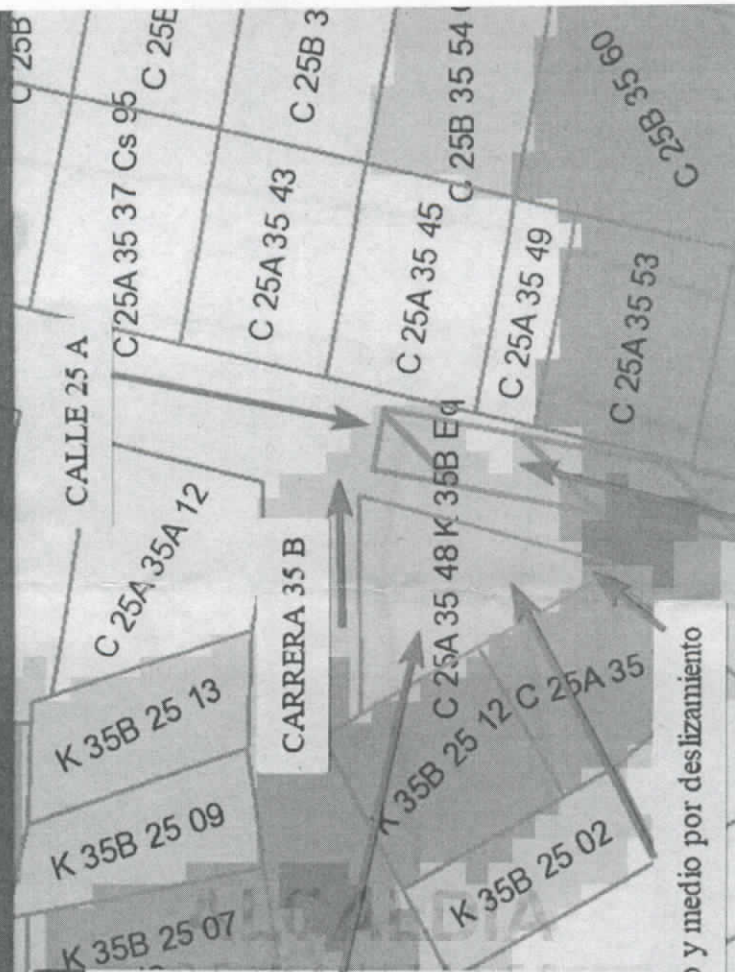 C 25B
C 25B
C 25B 3
C 25B 35 54
C 25B 35 60
C 25A 35 37 Cs 95
C 25A 35 43
C 25A 35 45
C 25A 35 49
C 25A 35 53
CALLE 25 A
C 25A 35A 12
CARRERA 35 B
C 25A 35 48 K 35B Eq
K 35B 25 13
K 35B 25 09
K 35B 25 07
K 35B 25 12
C 25A 35
K 35B 25 02
y medio por deslizamiento
ALCALDIA